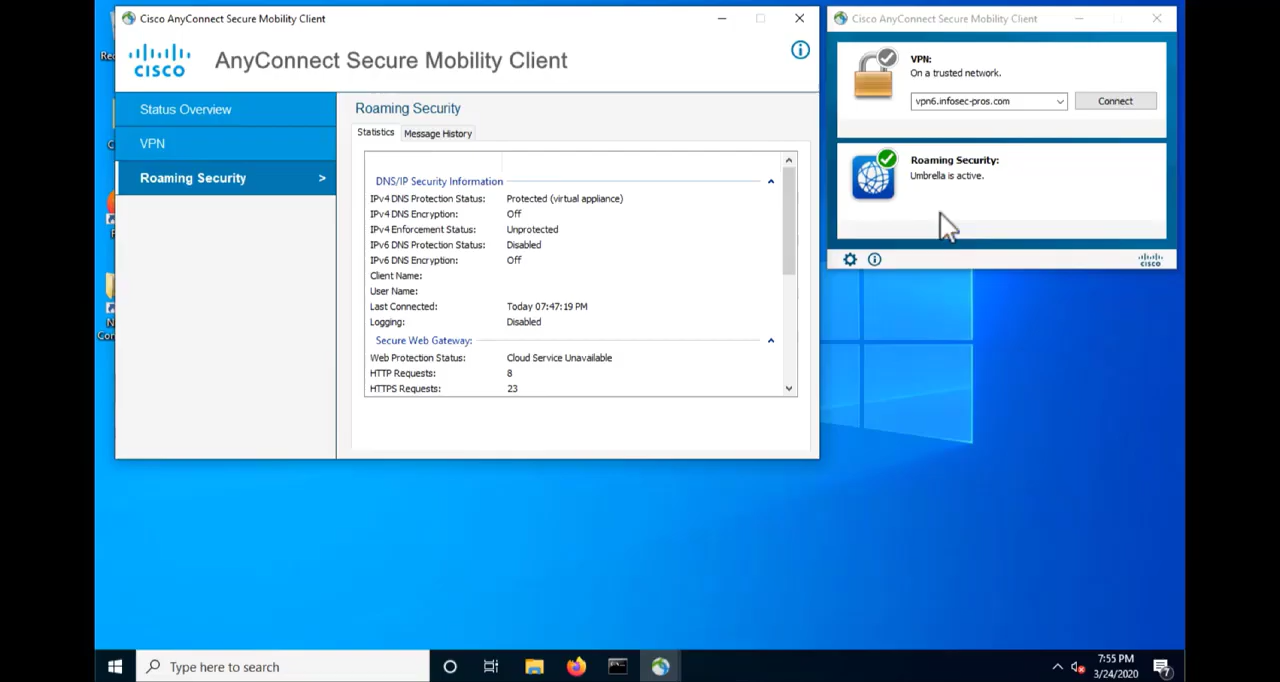 Cisco AnyConnect Secure Mobility Client
CISCO
AnyConnect Secure Mobility Client
Status Overview
VPN
Roaming Security >
Roaming Security
Statistics
Message History
DNS/IP Security Information
IPv4 DNS Protection Status: Protected (virtual appliance)
IPv4 DNS Encryption: Off
IPv4 Enforcement Status: Unprotected
IPv6 DNS Protection Status: Disabled
IPv6 DNS Encryption: Off
Client Name:
User Name:
Last Connected: Today 07:47:19 PM
Logging: Disabled
Secure Web Gateway:
Web Protection Status: Cloud Service Unavailable
HTTP Requests: 8
HTTPS Requests: 23
Cisco AnyConnect Secure Mobility Client
VPN:
On a trusted network.
vpn6.infosec-pros.com
Connect
Roaming Security:
Umbrella is active.
CISCO
Type here to search
7:55 PM
3/24/2020
7